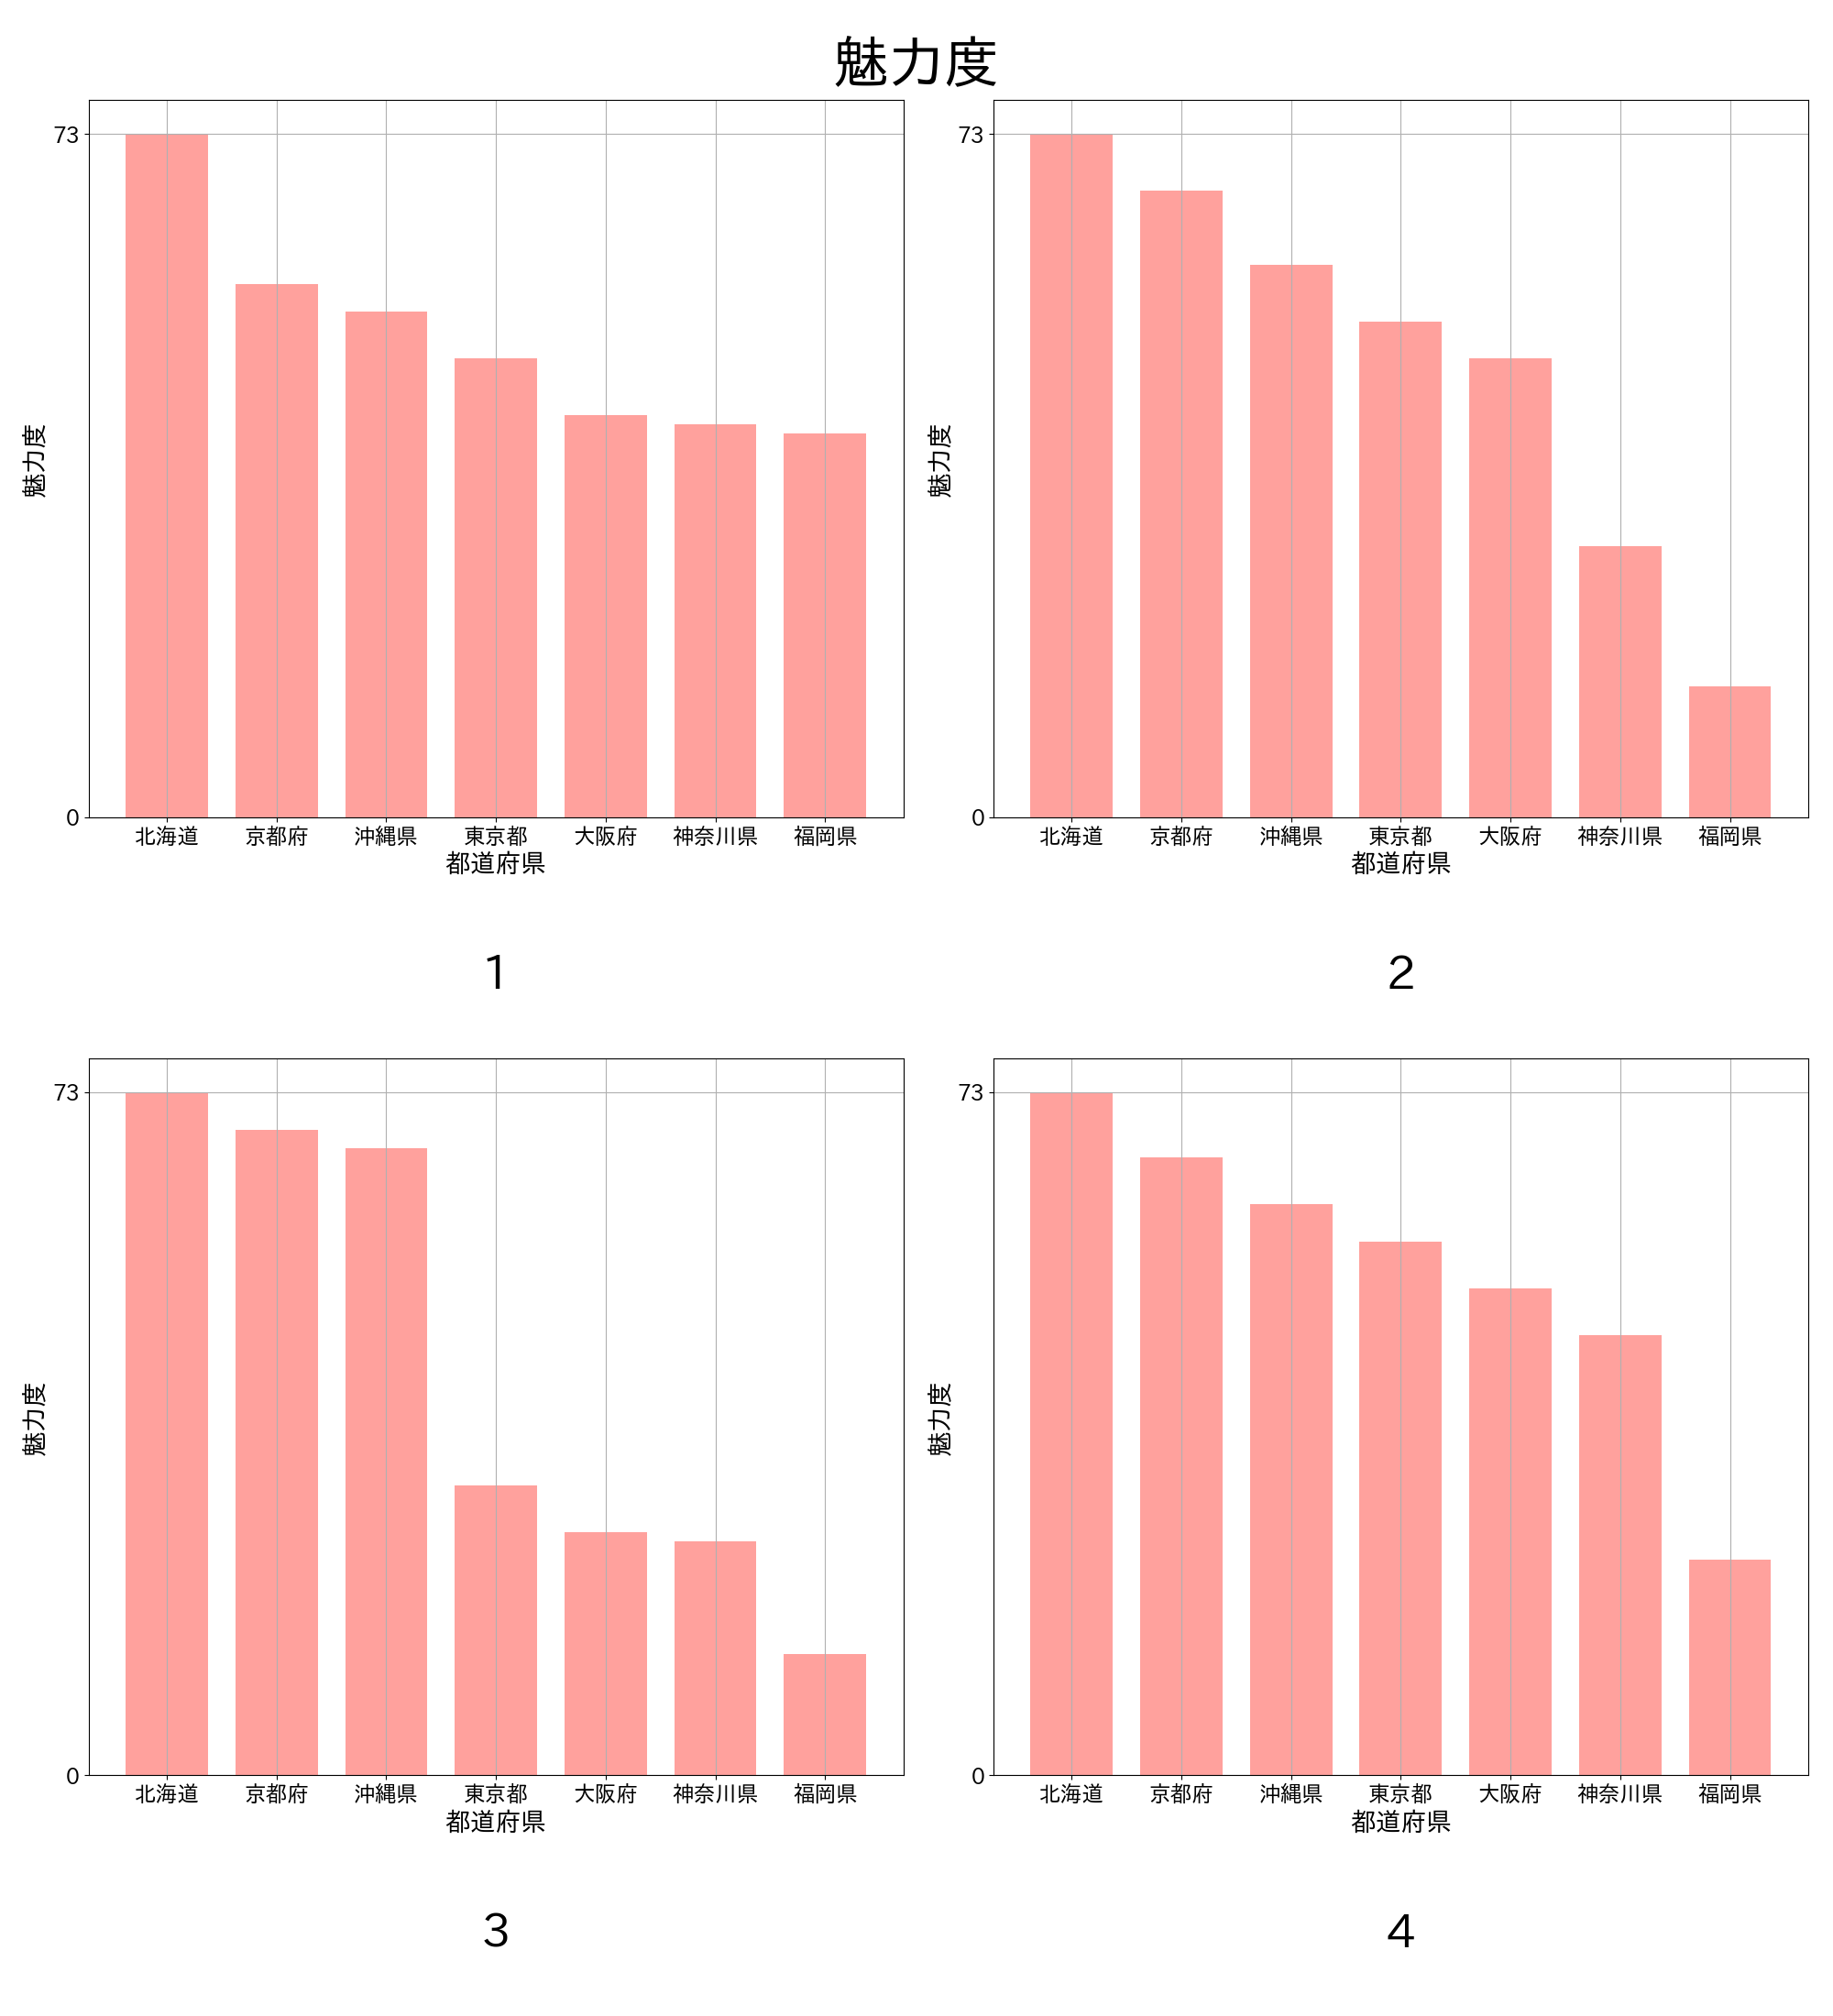 魅力度
73
0
魅力度
北海道 京都府 沖縄県 東京都 大阪府 神奈川県 福岡県
都道府県
1
73
0
魅力度
北海道 京都府 沖縄県 東京都 大阪府 神奈川県 福岡県
都道府県
2
73
0
魅力度
北海道 京都府 沖縄県 東京都 大阪府 神奈川県 福岡県
都道府県
3
73
0
魅力度
北海道 京都府 沖縄県 東京都 大阪府 神奈川県 福岡県
都道府県
4